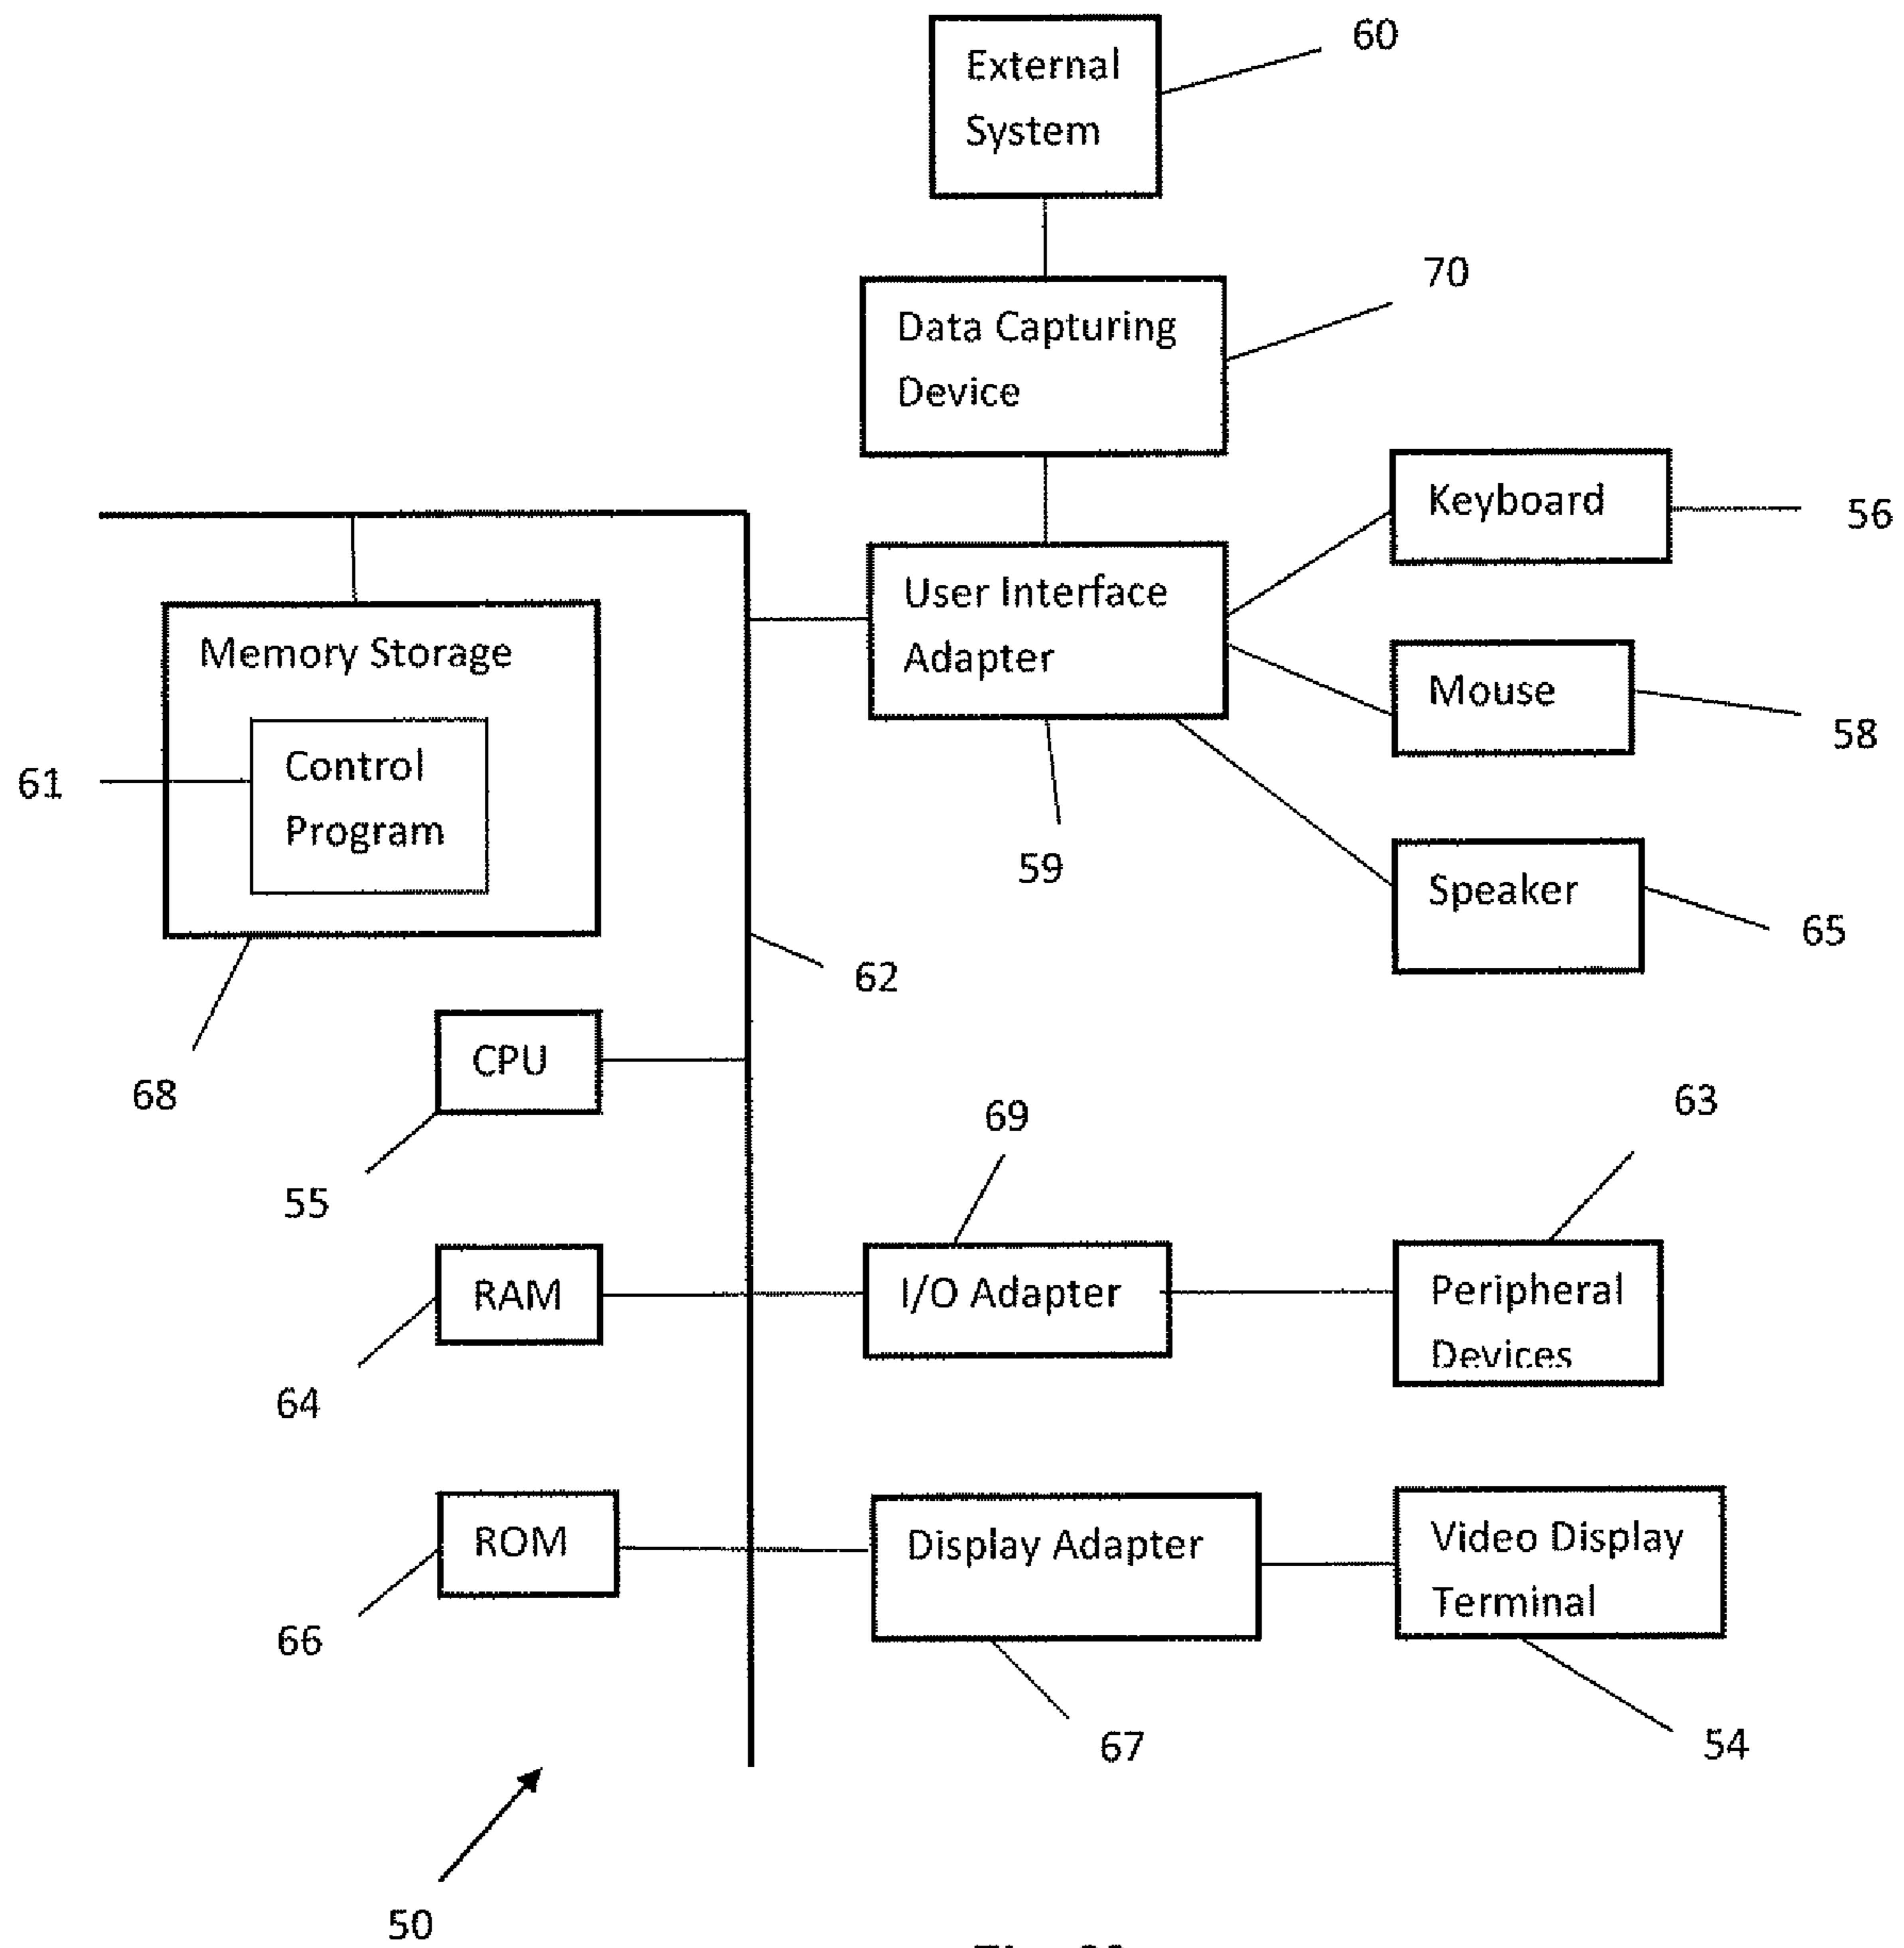 External
System
60
Data Capturing
Device
70
Keyboard
56
User Interface
Adapter
59
Mouse
58
Speaker
65
Memory Storage
Control
Program
61
68
62
CPU
55
RAM
64
69
I/O Adapter
63
Peripheral
Devices
ROM
66
Display Adapter
67
Video Display
Terminal
54
50